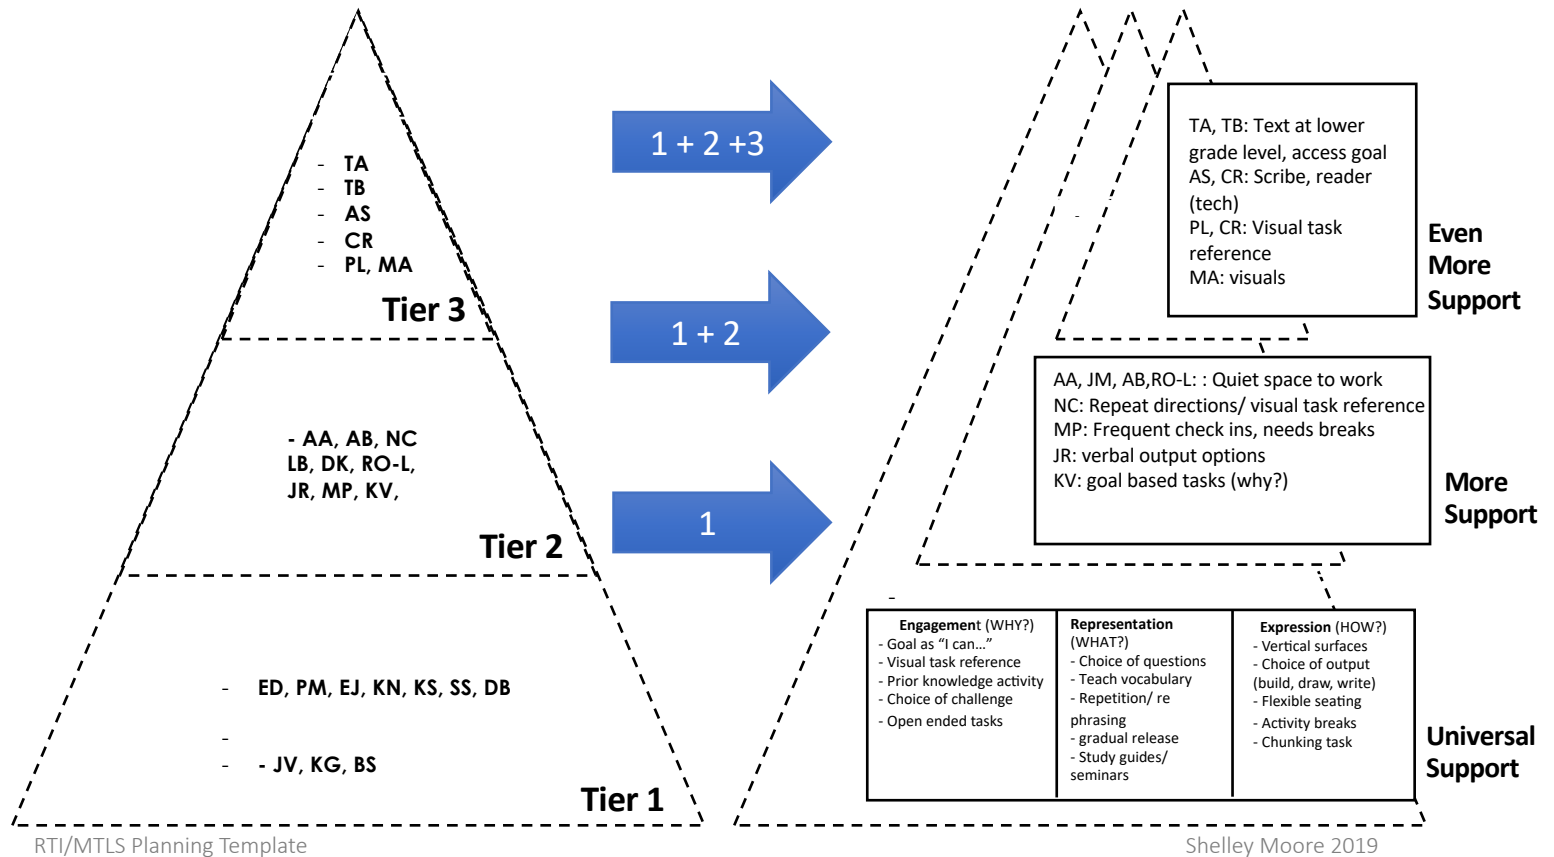 - TA
- TB
- AS
- CR
- PL, MA
Tier 3
- AA, AB, NC
LB, DK, RO-L,
JR, MP, KV,
Tier 2
- ED, PM, EJ, KN, KS, SS, DB
-
- - JV, KG, BS
Tier 1
1 + 2 +3
1 + 2
1
TA, TB: Text at lower
grade level, access goal
AS, CR: Scribe, reader
(tech)
PL, CR: Visual task
reference
MA: visuals
Even
More
Support
AA, JM, AB,RO-L: : Quiet space to work
NC: Repeat directions/ visual task reference
MP: Frequent check ins, needs breaks
JR: verbal output options
KV: goal based tasks (why?)
More
Support
Engagement (WHY?)
- Goal as “I can…”
- Visual task reference
- Prior knowledge activity
- Choice of challenge
- Open ended tasks
Representation
(WHAT?)
- Choice of questions
- Teach vocabulary
- Repetition/ re
phrasing
- gradual release
- Study guides/
seminars
Expression (HOW?)
- Vertical surfaces
- Choice of output
(build, draw, write)
- Flexible seating
- Activity breaks
- Chunking task
Universal
Support
RTI/MTLS Planning Template
Shelley Moore 2019